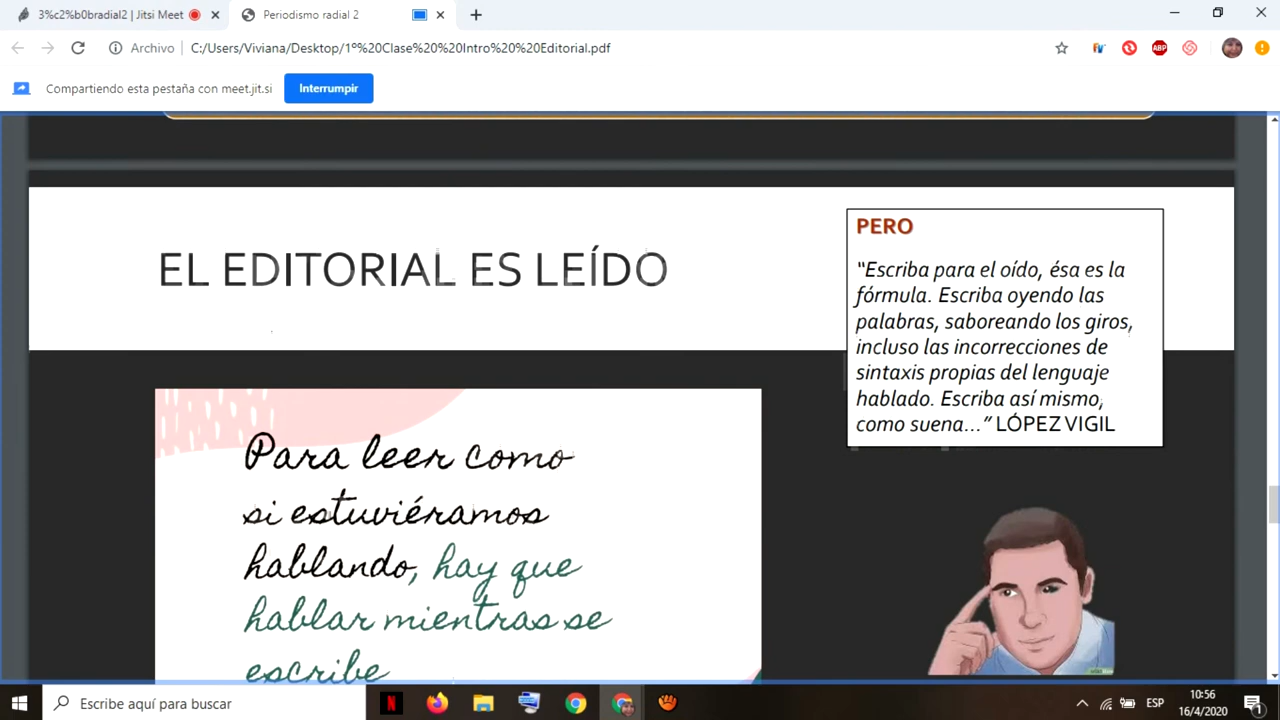 3%c2%b0bradial2 | Jitsi Meet
Periodismo radial 2
Archivo
C:/Users/Viviana/Desktop/1º%20Clase%20%20Intro%20%20Editorial.pdf
ABP
Compartiendo esta pestaña con meet.jit.si
Interrumpir
EL EDITORIAL ES LEÍDO
PERO
“Escriba para el oído, ésa es la
fórmula. Escriba oyendo las
palabras, saboreando los giros,
incluso las incorrecciones de
sintaxis propias del lenguaje
hablado. Escriba así mismo,
como suena...” LÓPEZ VIGIL
Para leer como
si estuviéramos
hablando, hay que
hablar mientras se
escribe
Escribe aquí para buscar
N
ESP
10:56
16/4/2020
1